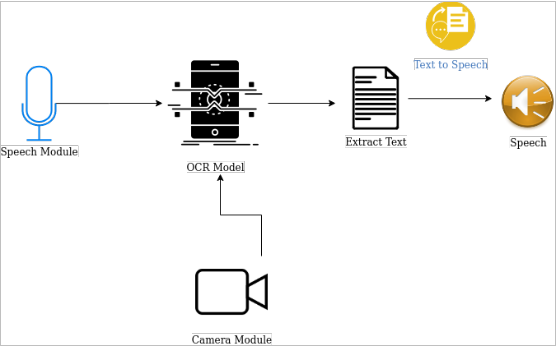 Text to Speech
Speech Module
Extract Text
Speech
OCR Model
Camera Module